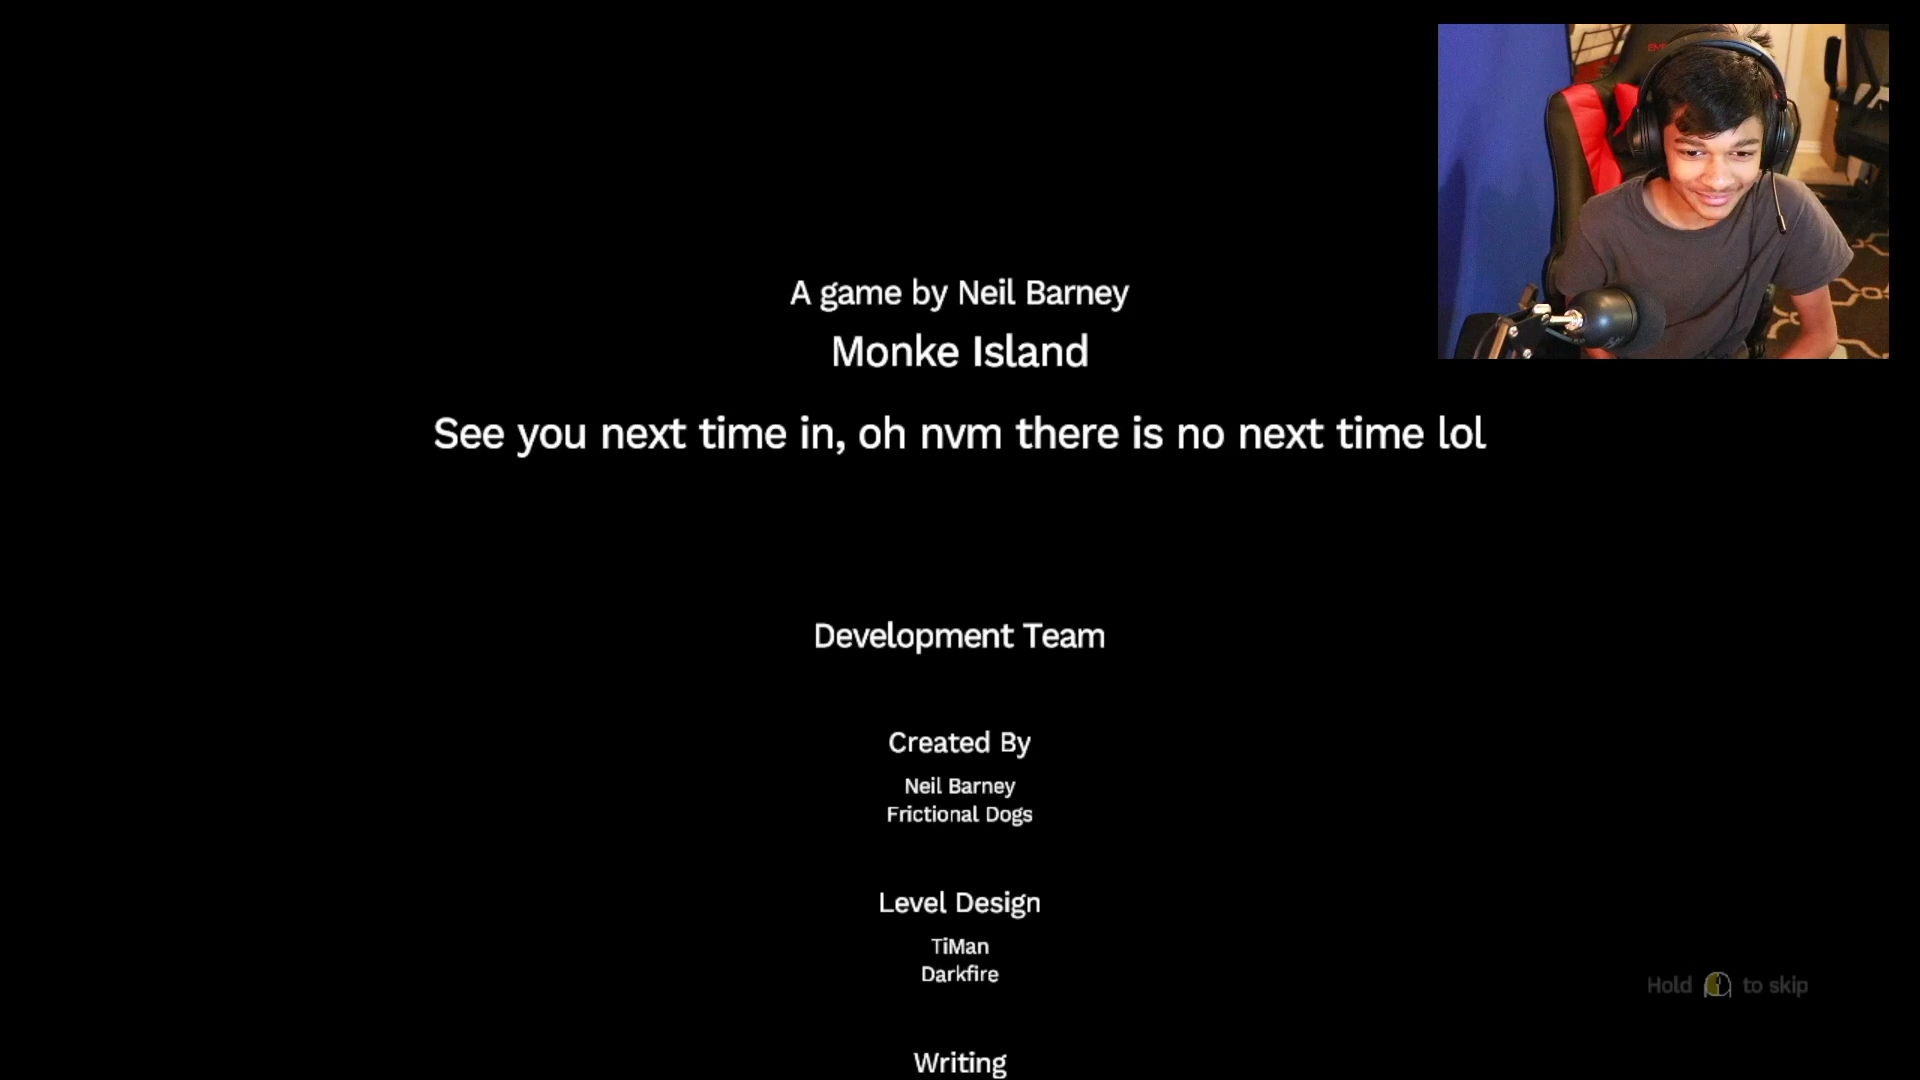 A game by Neil Barney
Monke Island
See you next time in, oh nvm there is no next time lol
Development Team
Created By
Neil Barney
Frictional Dogs
Level Design
TiMan
Darkfire
Hold to skip
Writing